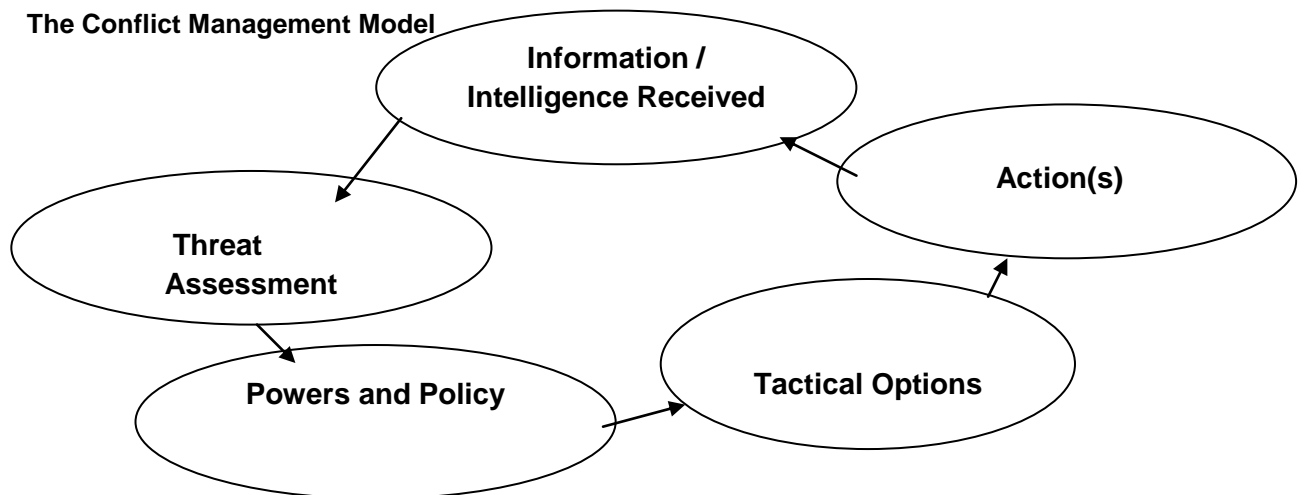 The Conflict Management Model
Information /
Intelligence Received
Action(s)
Threat
Assessment
Powers and Policy
Tactical Options